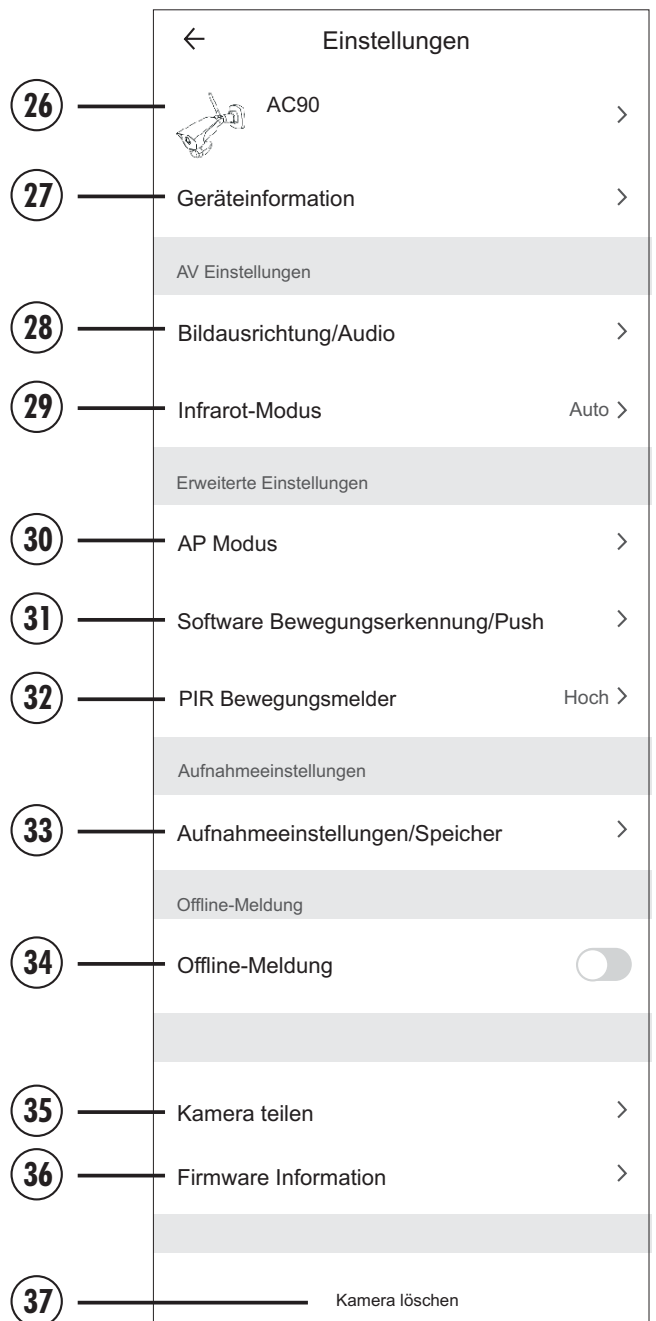 Einstellungen
26 AC90
27 Geräteinformation
AV Einstellungen
28 Bildausrichtung/Audio
29 Infrarot-Modus Auto
Erweiterte Einstellungen
30 AP Modus
31 Software Bewegungserkennung/Push
32 PIR Bewegungsmelder Hoch
Aufnahmeeinstellungen
33 Aufnahmeeinstellungen/Speicher
Offline-Meldung
34 Offline-Meldung
35 Kamera teilen
36 Firmware Information
37 Kamera löschen